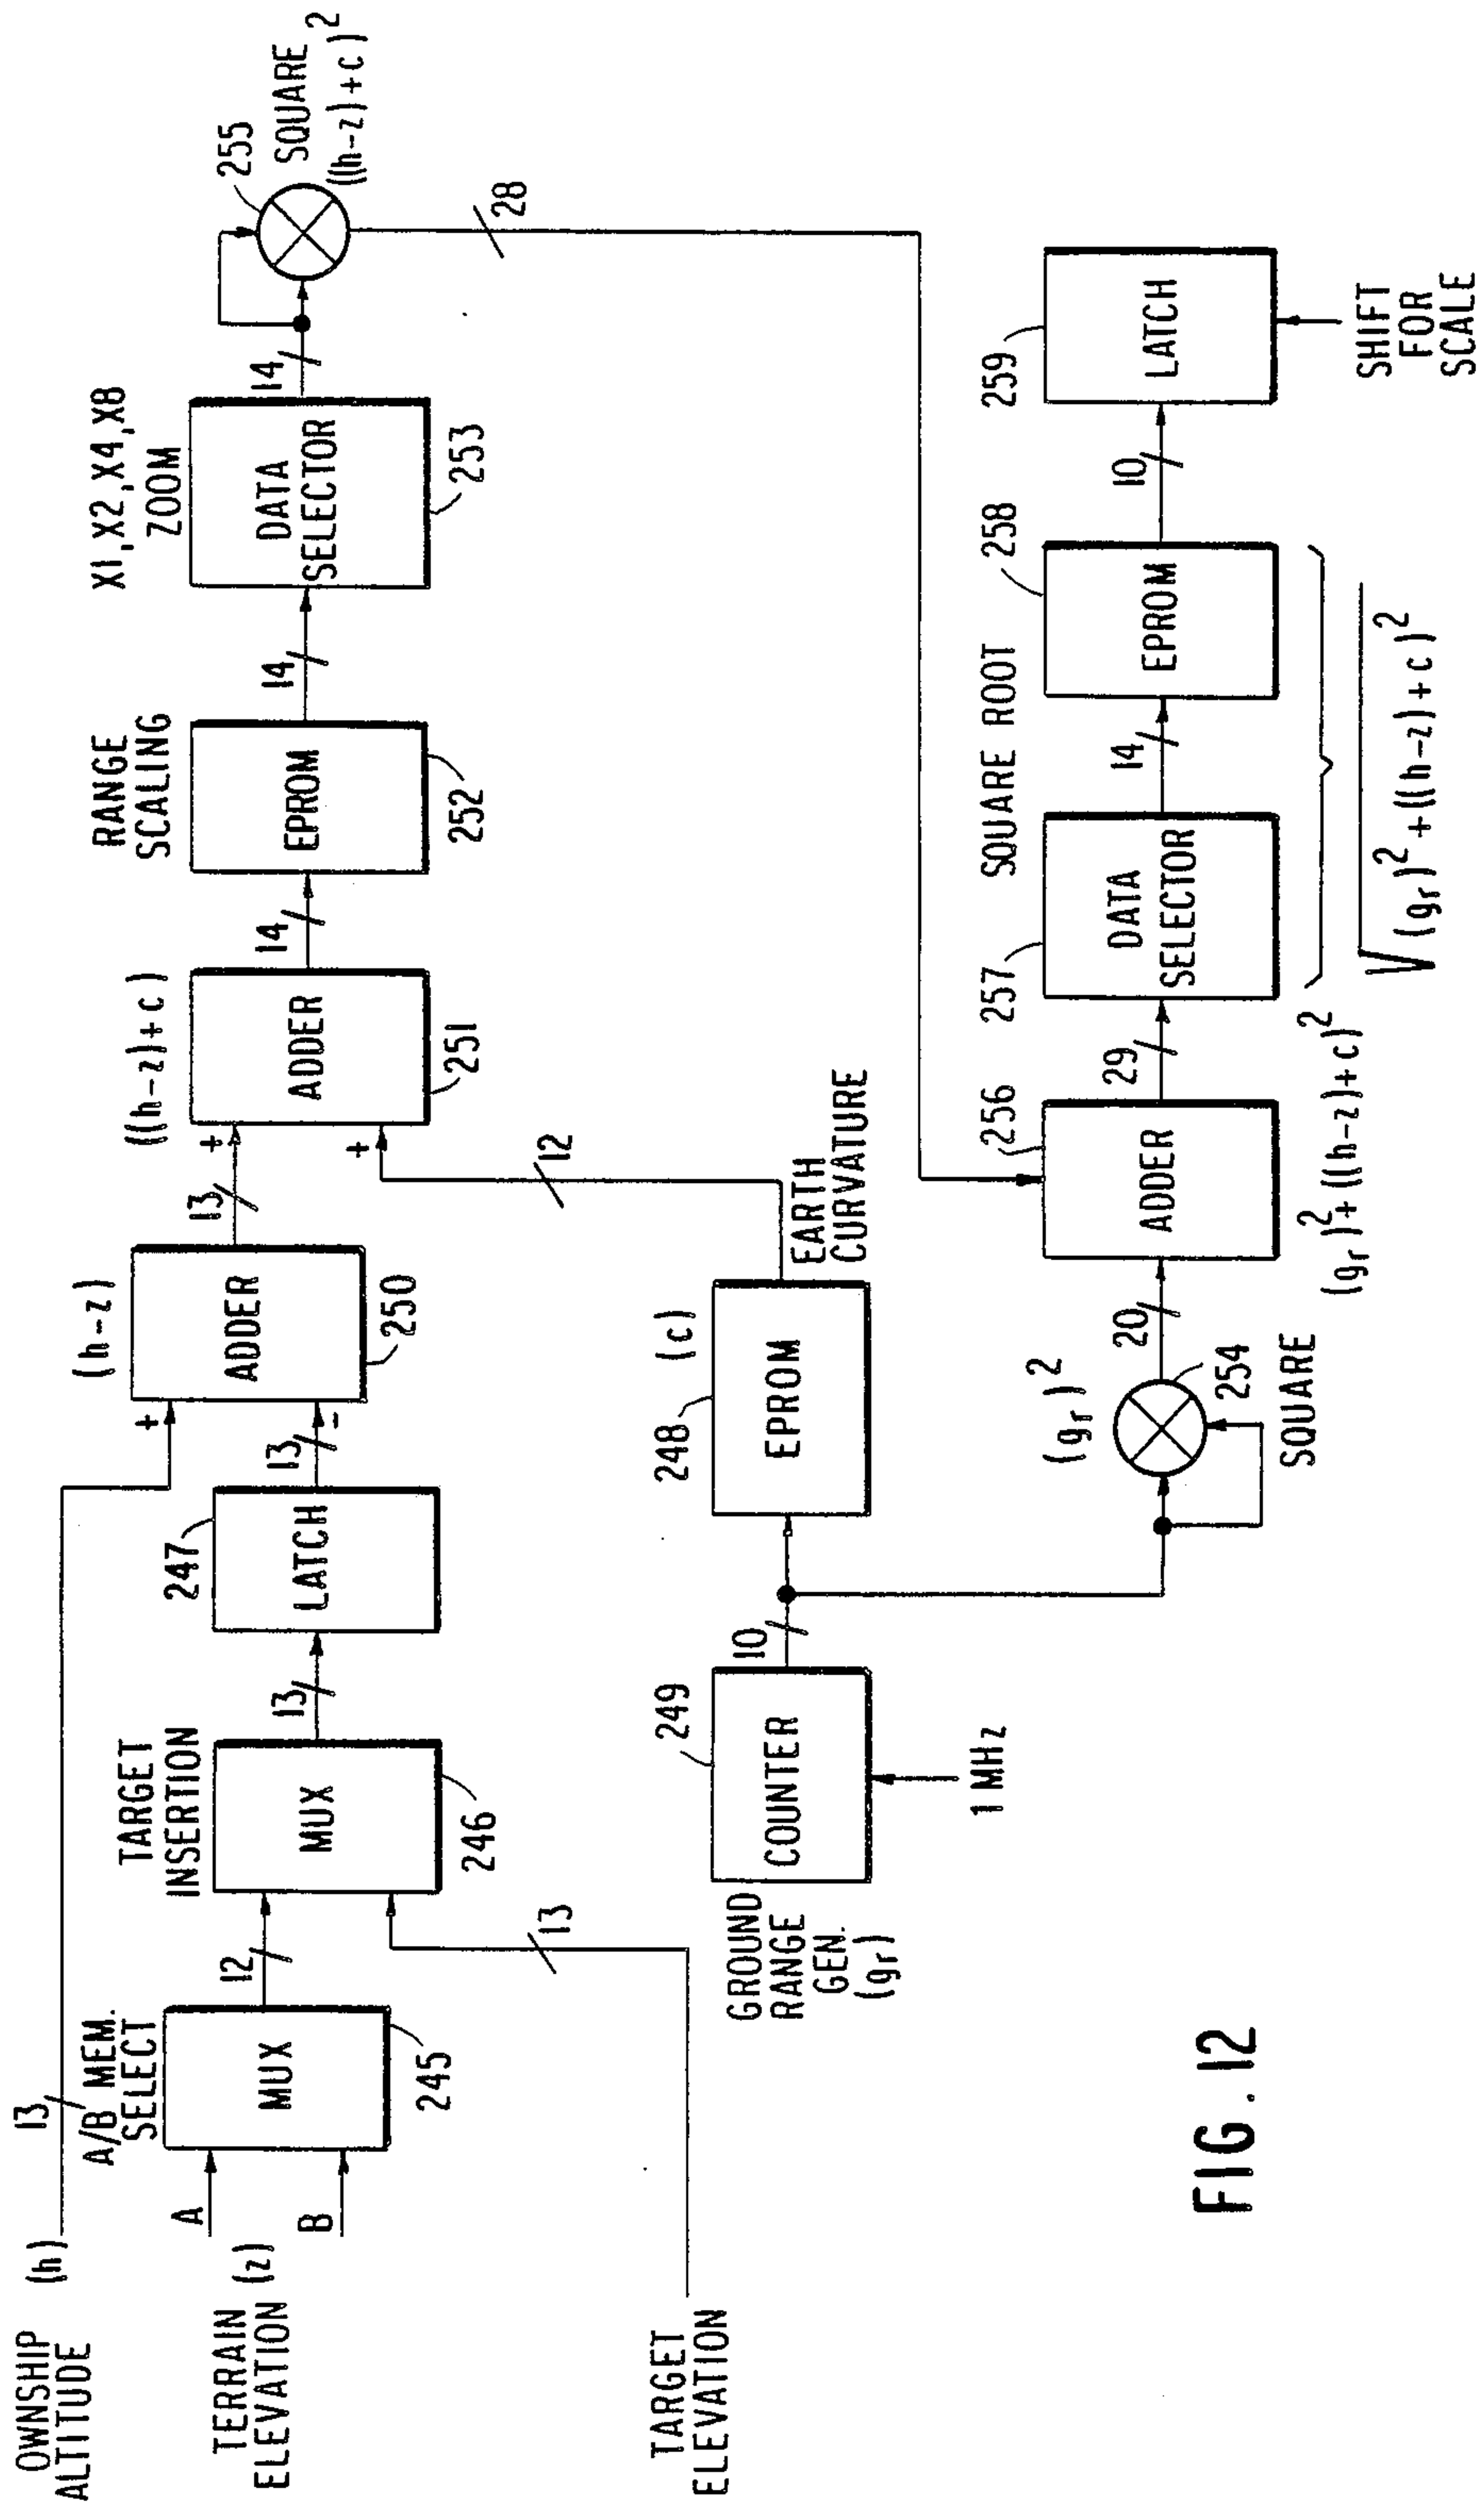 OWNSHIP
ALTITUDE
(h)
13
TERRAIN
ELEVATION (z)
A
B
A/B MEM.
SELECT
MUX
245
12
TARGET
ELEVATION
13
TARGET
INSERTION
MUX
246
13
247
LATCH
13
+
-
(h-z)
ADDER
250
13
+
+
((h-z)+c)
ADDER
251
14
RANGE
SCALING
EPROM
252
14
X1,X2,X4,X8
ZOOM
DATA
SELECTOR
253
14
255
SQUARE
((h-z)+c)2
28
GROUND
RANGE
GEN.
(gr)
249
COUNTER
1 MHz
10
248
(c)
EPROM
EARTH
CURVATURE
12
(gr)2
254
SQUARE
20
256
ADDER
(gr)2+((h-z)+c)2
29
257
DATA
SELECTOR
SQUARE ROOT
14
258
EPROM
√(gr)2+((h-z)+c)2
10
259
LATCH
SHIFT
FOR
SCALE
FIG.12